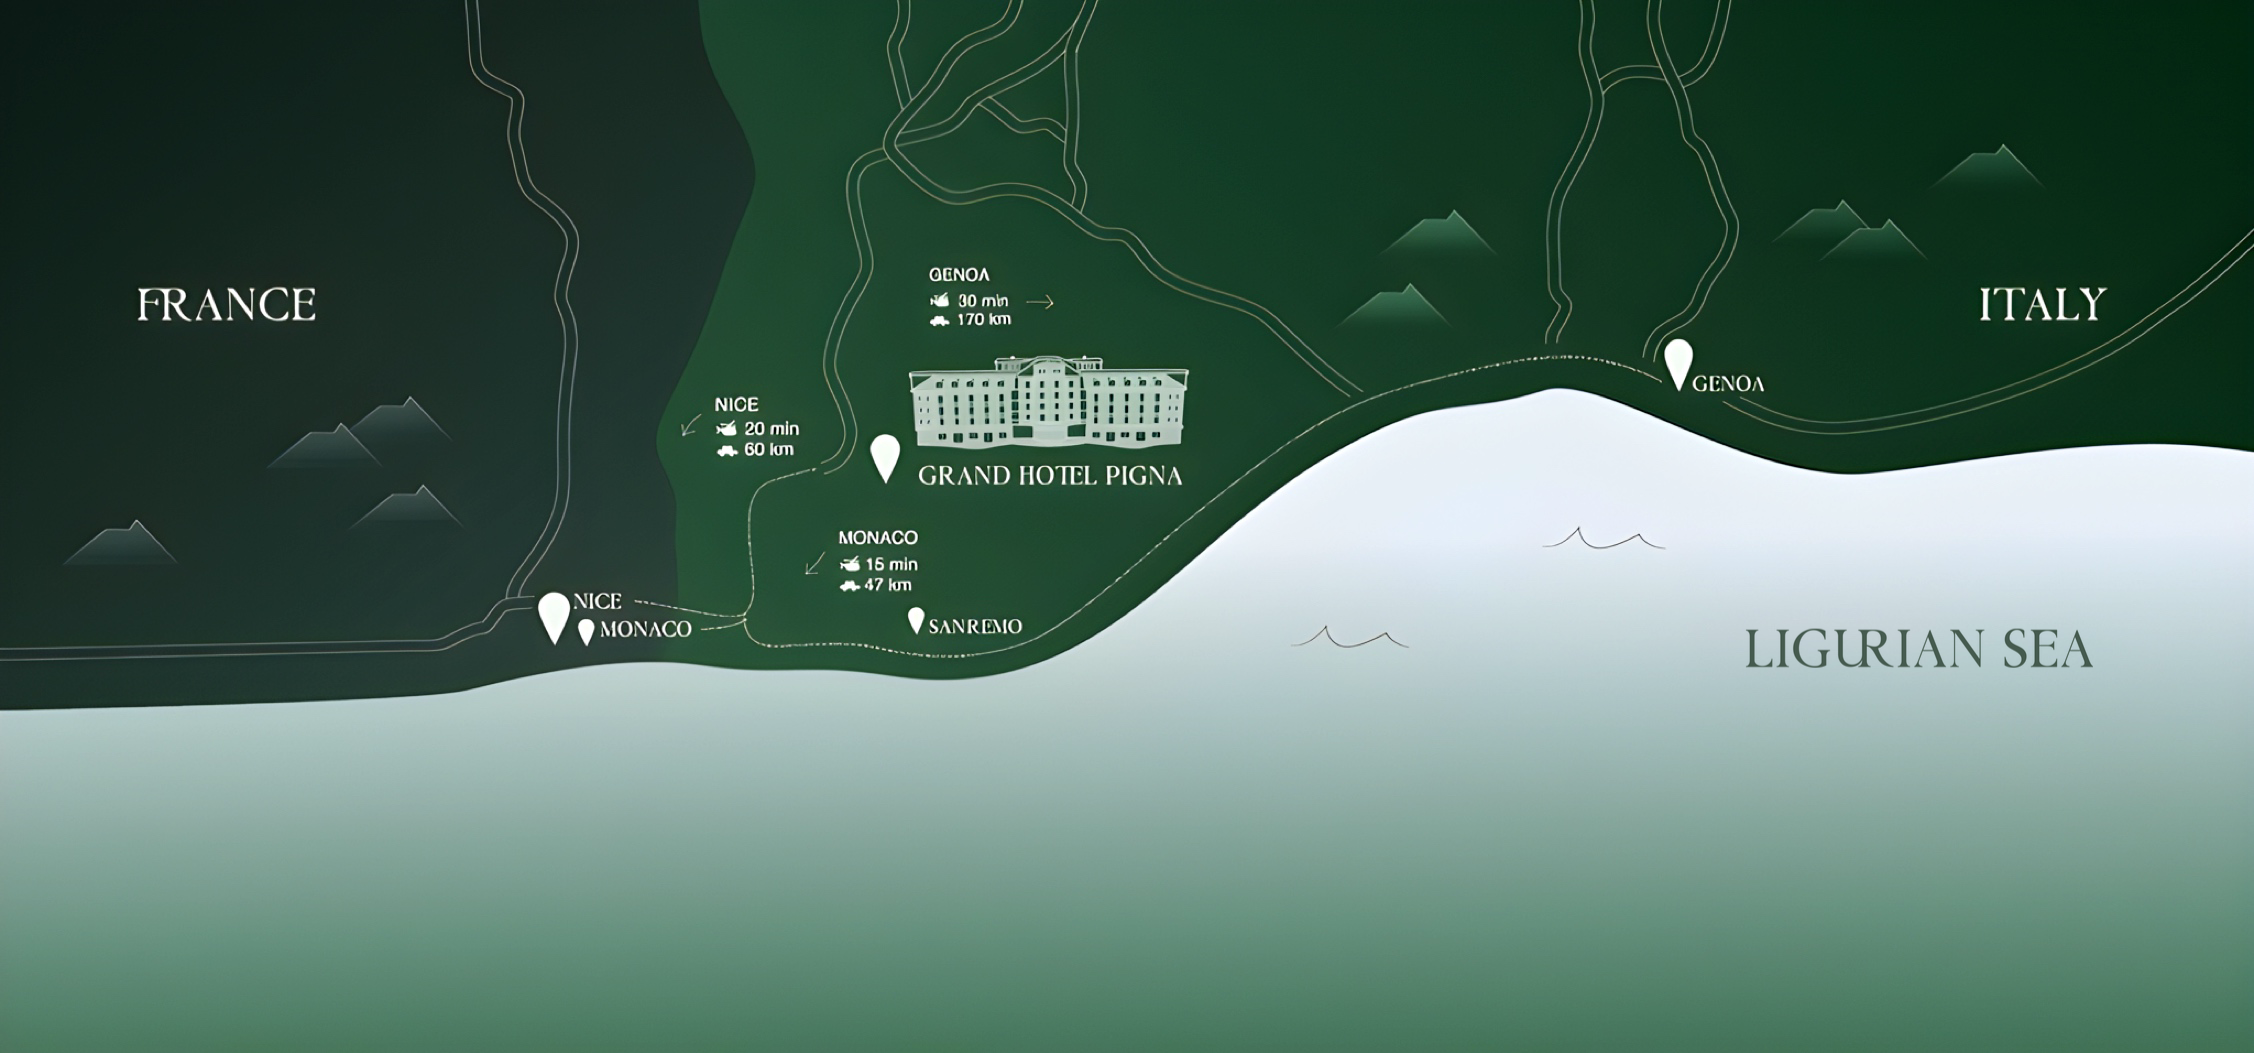 FRANCE
GENOA
30 min
170 km
ITALY
GENOA
NICE
20 min
60 km
GRAND HOTEL PIGNA
MONACO
15 min
47 km
NICE
MONACO
SANREMO
LIGURIAN SEA